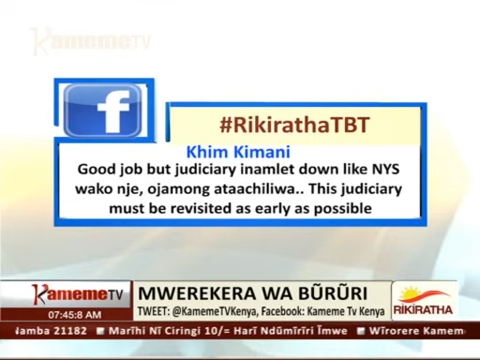 KamemeTV
f
#RikirathaTBT
Khim Kimani
Good job but judiciary inamlet down like NYS
wako nje, ojamong ataachiliwa.. This judiciary
must be revisited as early as possible
KamemeTV
MWEREKERA WA BŨRŨRI
TWEET: @KamemeTVKenya, Facebook: Kameme Tv Kenya
RIKIRATHA
07:45:8 AM
Namba 21182 Marĩhi Nĩ Ciringi 10/= Harĩ Ndũmĩrĩri Ĩmwe Wĩrorere Kamem